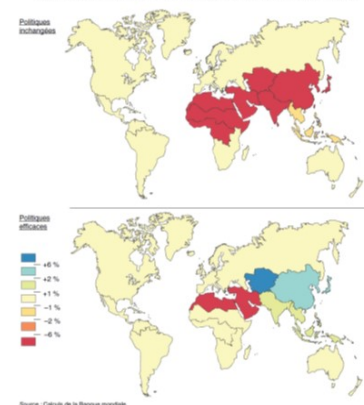 Politiques
inchangées
Politiques
efficaces
+6 %
+2 %
+1 %
−1 %
−2 %
−6 %
Source : Calculs de la Banque mondiale.